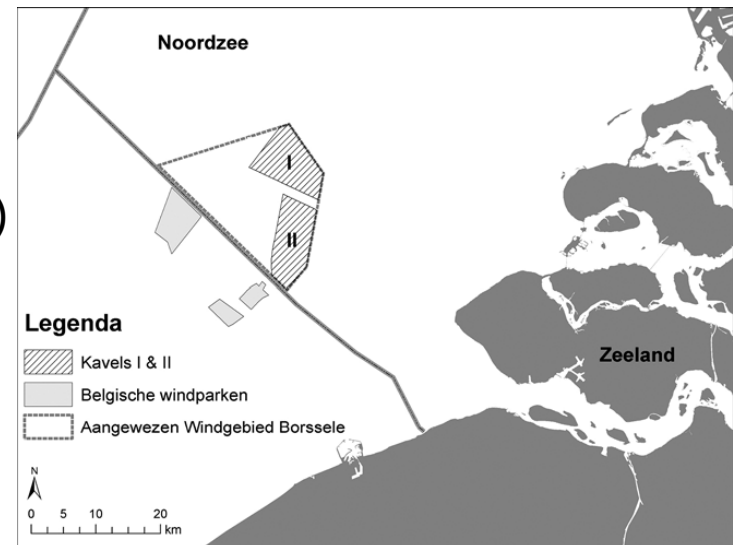 )
Noordzee
I
II
Zeeland
Legenda
Kavels I & II
Belgische windparken
Aangewezen Windgebied Borssele
N
0 5 10 20
km